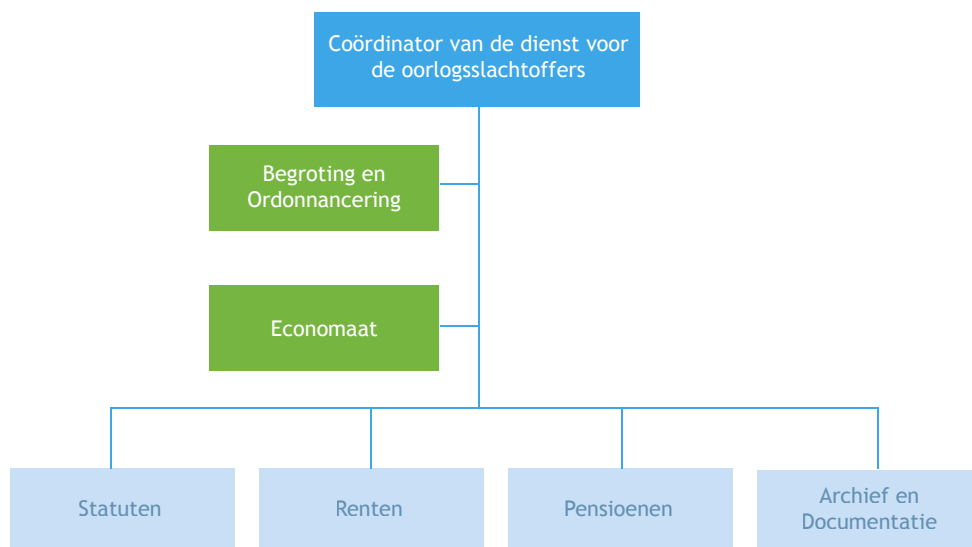 Coördinator van de dienst voor
de oorlogsslachtoffers
Begroting en
Ordonnancering
Economaat
Statuten
Renten
Pensioenen
Archief en
Documentatie